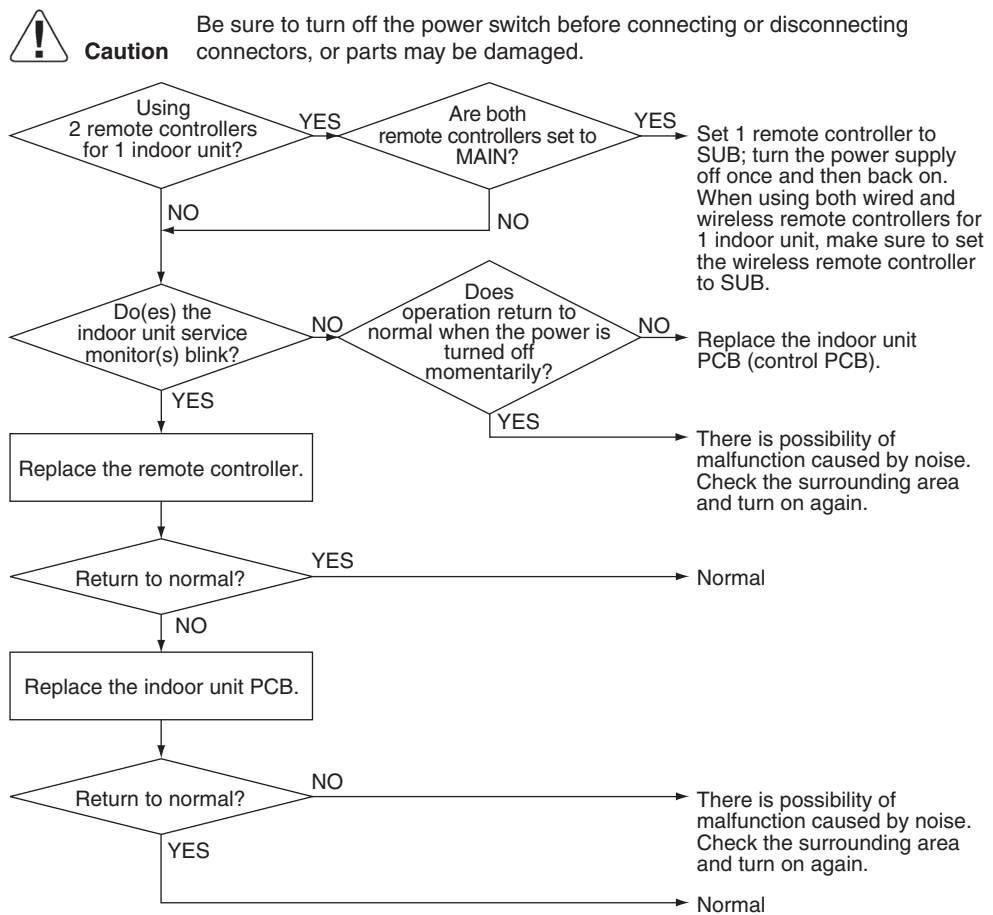 Be sure to turn off the power switch before connecting or disconnecting
Caution
connectors, or parts may be damaged.
Using
2 remote controllers
for 1 indoor unit?
YES
Are both
remote controllers set to
MAIN?
YES
Set 1 remote controller to
SUB; turn the power supply
off once and then back on.
When using both wired and
wireless remote controllers for
1 indoor unit, make sure to set
the wireless remote controller
to SUB.
NO
NO
Do(es) the
indoor unit service
monitor(s) blink?
NO
Does
operation return to
normal when the power is
turned off
momentarily?
NO
Replace the indoor unit
PCB (control PCB).
YES
YES
There is possibility of
malfunction caused by noise.
Check the surrounding area
and turn on again.
Replace the remote controller.
Return to normal?
YES
Normal
NO
Replace the indoor unit PCB.
Return to normal?
NO
There is possibility of
malfunction caused by noise.
Check the surrounding area
and turn on again.
YES
Normal